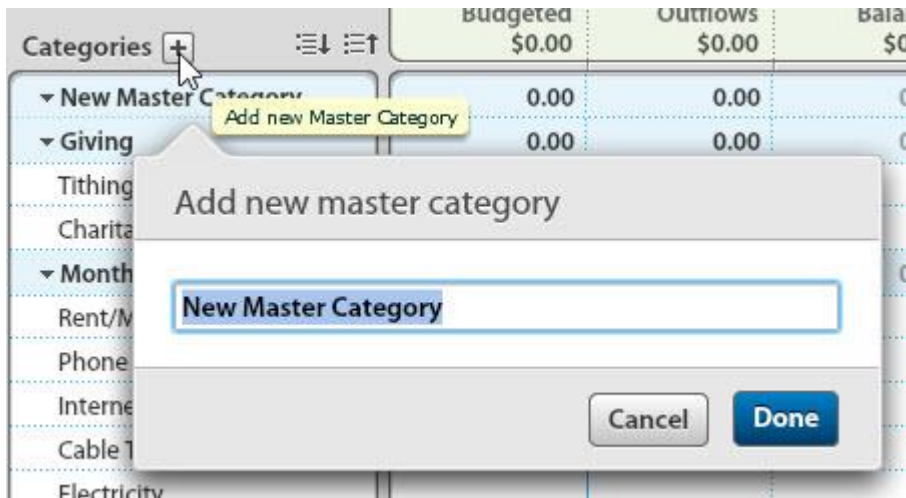 Budgeted Outflows
Categories + $0.00 $0.00
New Master Category 0.00 0.00
Add new Master Category
Giving 0.00 0.00
Tithing
Add new master category
New Master Category
Phone
Cancel Done
Electricity